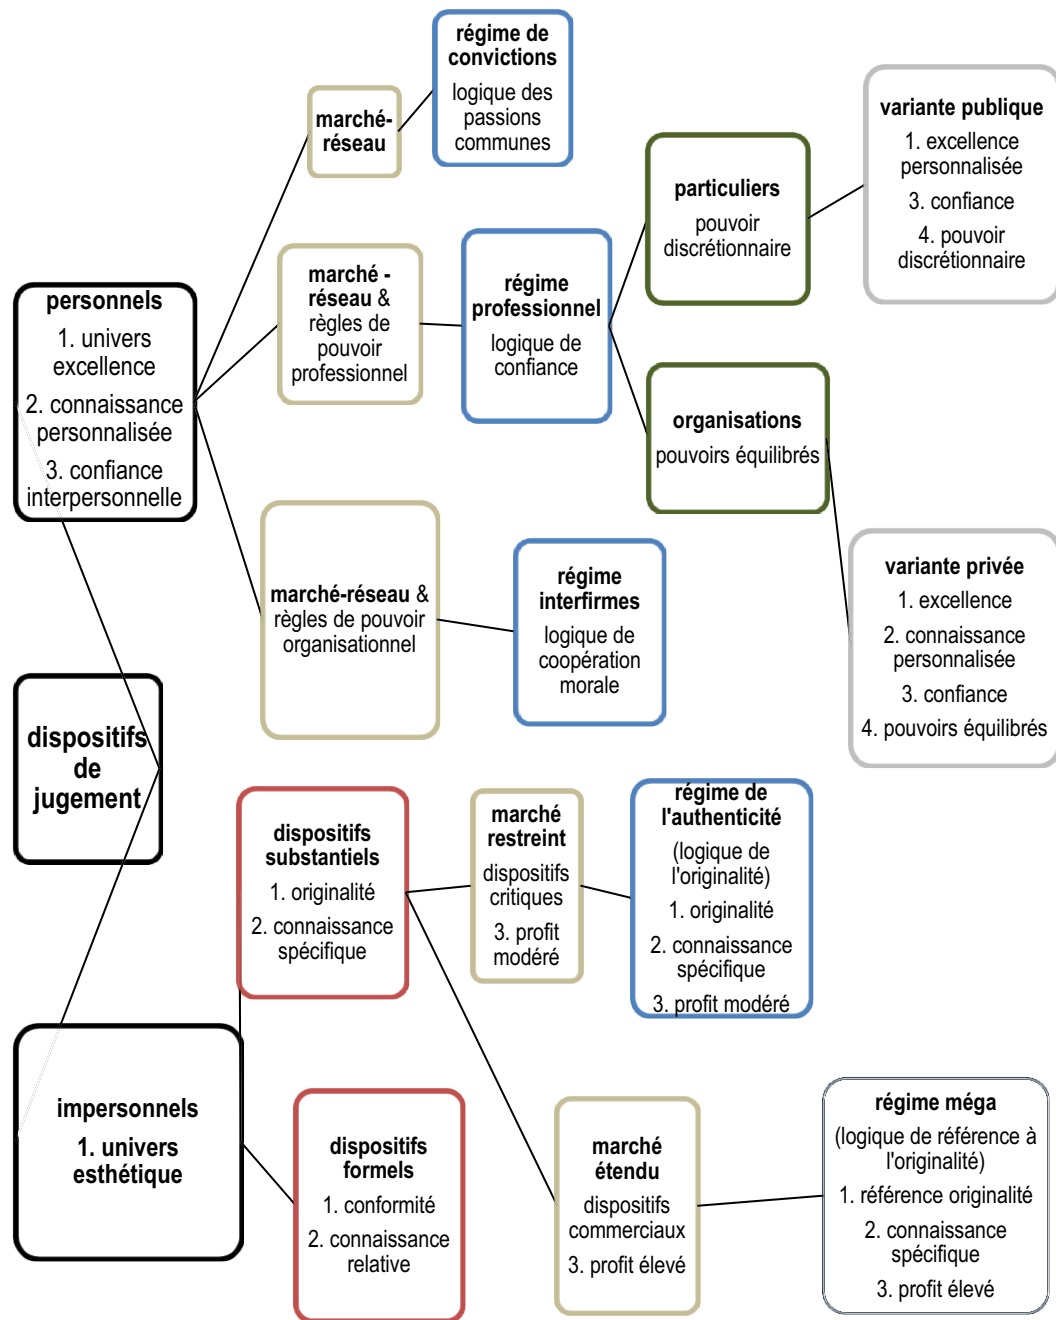 régime de
convictions
logique des
passions
communes
marché-
réseau
variante publique
1. excellence
personnalisée
3. confiance
4. pouvoir
discrétionnaire
particuliers
pouvoir
discrétionnaire
marché -
réseau &
règles de
pouvoir
professionnel
régime
professionnel
logique de
confiance
personnels
1. univers
excellence
2. connaissance
personnalisée
3. confiance
interpersonnelle
organisations
pouvoirs équilibrés
marché-réseau &
règles de pouvoir
organisationnel
régime
interfirmes
logique de
coopération
morale
variante privée
1. excellence
2. connaissance
personnalisée
3. confiance
4. pouvoirs équilibrés
dispositifs
de
jugement
dispositifs
substantiels
1. originalité
2. connaissance
spécifique
marché
restreint
dispositifs
critiques
3. profit
modéré
régime de
l'authenticité
(logique de
l'originalité)
1. originalité
2. connaissance
spécifique
3. profit modéré
impersonnels
1. univers
esthétique
dispositifs
formels
1. conformité
2. connaissance
relative
marché
étendu
dispositifs
commerciaux
3. profit élevé
régime méga
(logique de référence à
l'originalité)
1. référence originalité
2. connaissance
spécifique
3. profit élevé